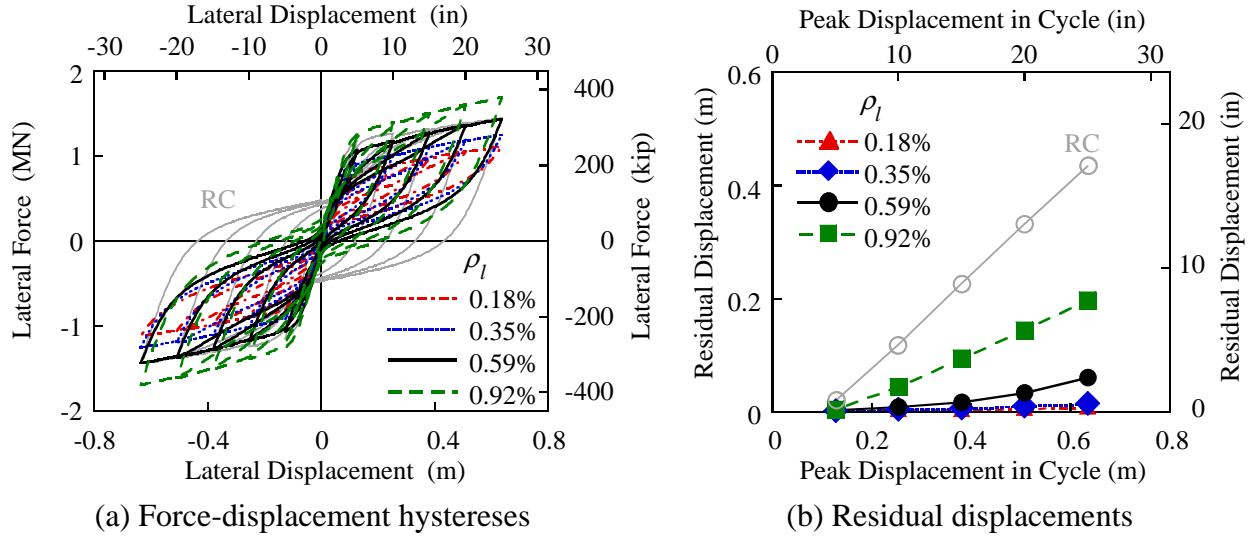 Lateral Displacement (in)
-30 -20 -10 0 10 20 30
2
1
0
-1
-2
Lateral Force (MN)
400
200
0
-200
-400
Lateral Force (kip)
RC
ρl
0.18%
0.35%
0.59%
0.92%
-0.8 -0.4 0 0.4 0.8
Lateral Displacement (m)
(a) Force-displacement hystereses
Peak Displacement in Cycle (in)
0 5 10 15 20 25 30
0.6
0.4
0.2
0
Residual Displacement (m)
20
10
0
Residual Displacement (in)
ρl
0.18%
0.35%
0.59%
0.92%
RC
0 0.2 0.4 0.6 0.8
Peak Displacement in Cycle (m)
(b) Residual displacements